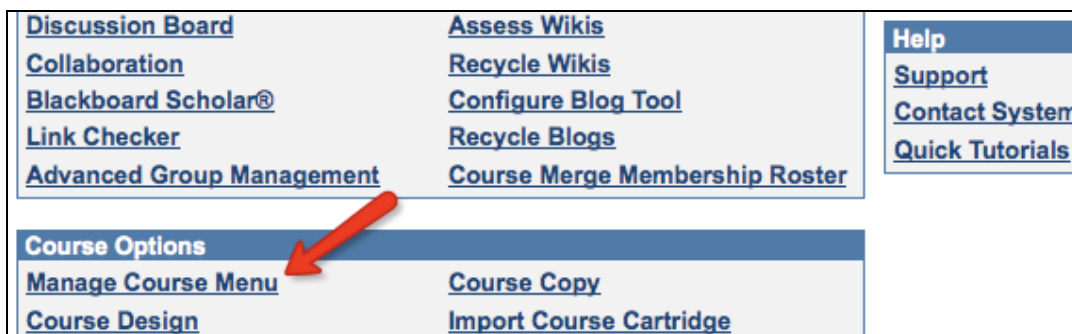 Discussion Board
Collaboration
Blackboard Scholar®
Link Checker
Advanced Group Management
Assess Wikis
Recycle Wikis
Configure Blog Tool
Recycle Blogs
Course Merge Membership Roster
Help
Support
Contact System
Quick Tutorials
Course Options
Manage Course Menu
Course Design
Course Copy
Import Course Cartridge